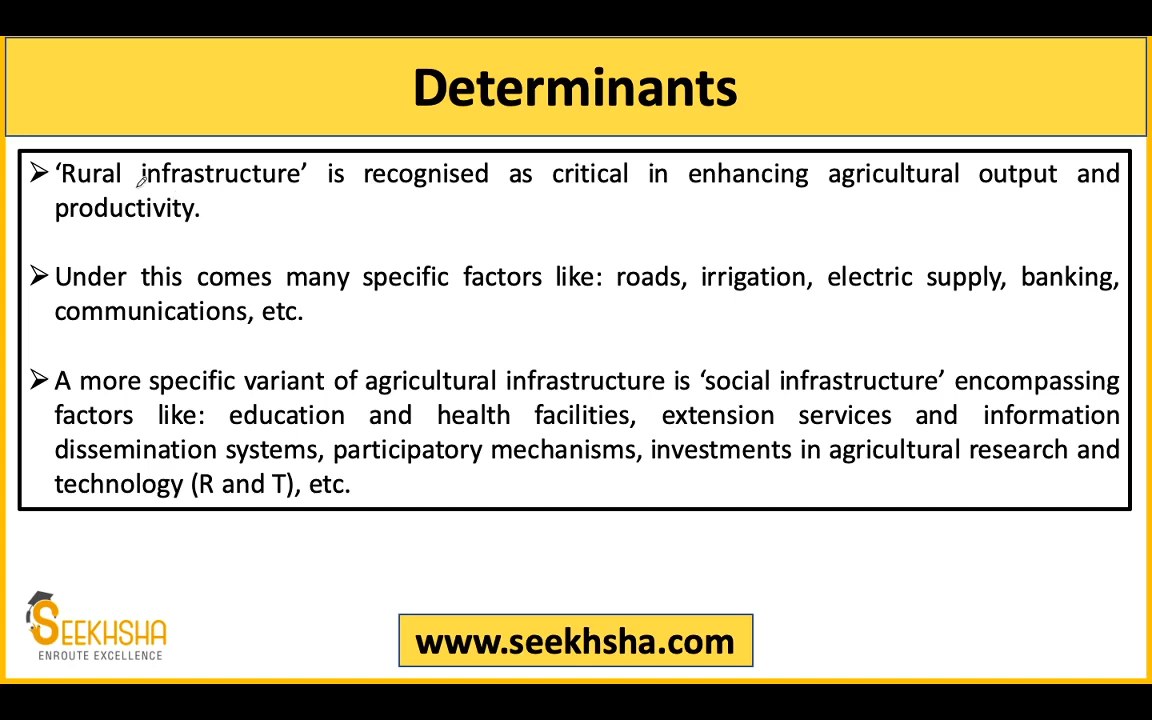 Determinants
➢ ‘Rural infrastructure’ is recognised as critical in enhancing agricultural output and
productivity.
➢ Under this comes many specific factors like: roads, irrigation, electric supply, banking,
communications, etc.
➢ A more specific variant of agricultural infrastructure is ‘social infrastructure’ encompassing
factors like: education and health facilities, extension services and information
dissemination systems, participatory mechanisms, investments in agricultural research and
technology (R and T), etc.
SEEKHSHA
ENROUTE EXCELLENCE
www.seekhsha.com